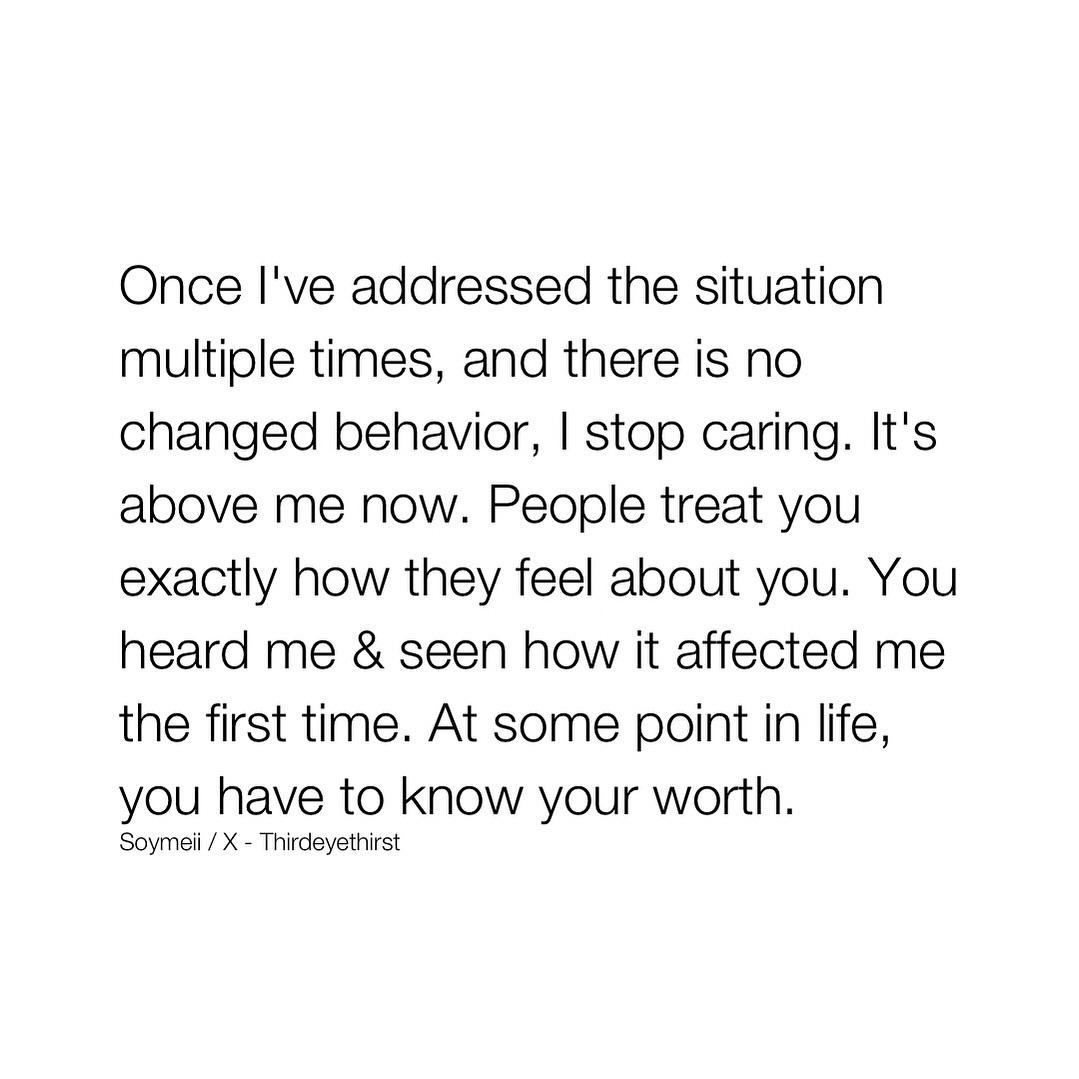 Once I've addressed the situation
multiple times, and there is no
changed behavior, I stop caring. It's
above me now. People treat you
exactly how they feel about you. You
heard me & seen how it affected me
the first time. At some point in life,
you have to know your worth.
Soymeii / X - Thirdeyethirst